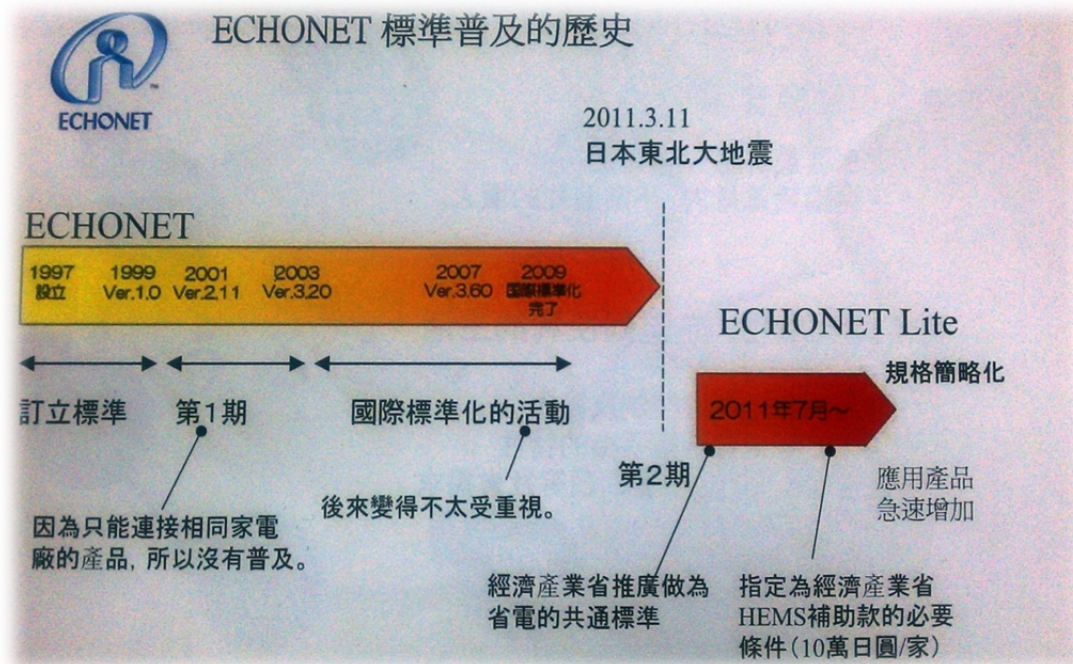 ECHONET 標準普及的歷史
ECHONET
2011.3.11
日本東北大地震
ECHONET
1997
設立
1999
Ver.1.0
2001
Ver.2.11
2003
Ver.3.20
2007
Ver.3.60
2009
国際標準化
完了
ECHONET Lite
規格簡略化
2011年7月~
訂立標準
第1期
國際標準化的活動
第2期
應用產品
急速增加
因為只能連接相同家電
廠的產品, 所以沒有普及。
後來變得不太受重視。
經濟產業省推廣做為
省電的共通標準
指定為經濟產業省
HEMS補助款的必要
條件(10萬日圓/家)